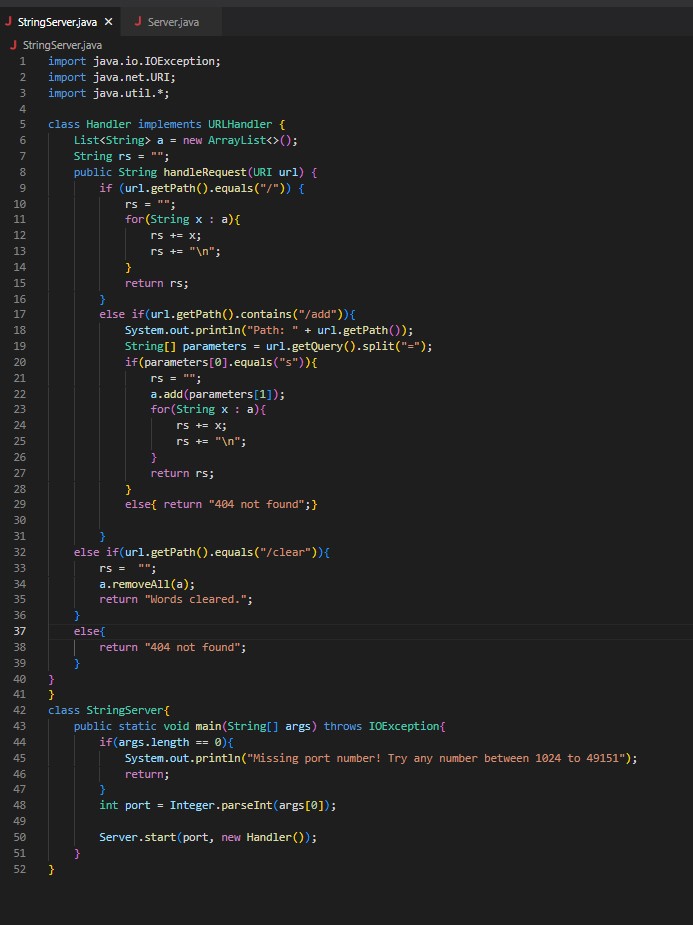 StringServer.java × Server.java
StringServer.java
1 import java.io.IOException;
2 import java.net.URI;
3 import java.util.*;
4
5 class Handler implements URLHandler {
6     List<String> a = new ArrayList<>();
7     String rs = "";
8     public String handleRequest(URI url) {
9         if (url.getPath().equals("/")) {
10             rs = "";
11             for(String x : a){
12                 rs += x;
13                 rs += "\n";
14             }
15             return rs;
16         }
17         else if(url.getPath().contains("/add")){
18             System.out.println("Path: " + url.getPath());
19             String[] parameters = url.getQuery().split("=");
20             if(parameters[0].equals("s")){
21                 rs = "";
22                 a.add(parameters[1]);
23                 for(String x : a){
24                     rs += x;
25                     rs += "\n";
26                 }
27                 return rs;
28             }
29             else{ return "404 not found";}
30
31         }
32     else if(url.getPath().equals("/clear")){
33         rs =  "";
34         a.removeAll(a);
35         return "Words cleared.";
36     }
37     else{
38         return "404 not found";
39     }
40 }
41 }
42 class StringServer{
43     public static void main(String[] args) throws IOException{
44         if(args.length == 0){
45             System.out.println("Missing port number! Try any number between 1024 to 49151");
46             return;
47         }
48         int port = Integer.parseInt(args[0]);
49
50         Server.start(port, new Handler());
51     }
52 }